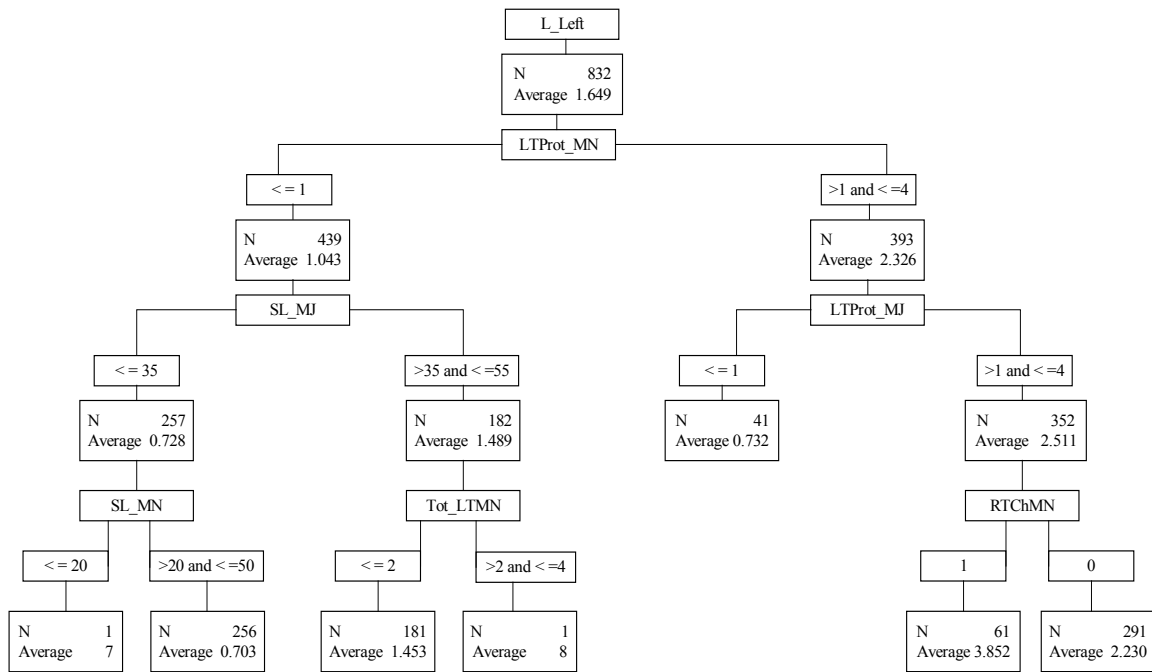 L_Left
N 832
Average 1.649
LTProt_MN
< = 1
>1 and < =4
N 439
Average 1.043
N 393
Average 2.326
SL_MJ
LTProt_MJ
< = 35
>35 and < =55
< = 1
>1 and < =4
N 257
Average 0.728
N 182
Average 1.489
N 41
Average 0.732
N 352
Average 2.511
SL_MN
Tot_LTMN
RTChMN
< = 20
>20 and < =50
< = 2
>2 and < =4
1
0
N 1
Average 7
N 256
Average 0.703
N 181
Average 1.453
N 1
Average 8
N 61
Average 3.852
N 291
Average 2.230